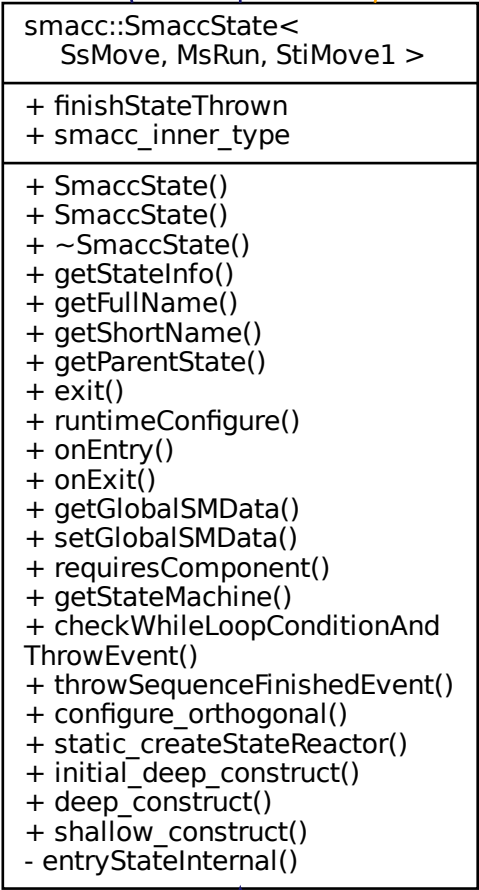 smacc::SmaccState<
SsMove, MsRun, StiMove1 >
+ finishStateThrown
+ smacc_inner_type
+ SmaccState()
+ SmaccState()
+ ~SmaccState()
+ getStateInfo()
+ getFullName()
+ getShortName()
+ getParentState()
+ exit()
+ runtimeConfigure()
+ onEntry()
+ onExit()
+ getGlobalSMData()
+ setGlobalSMData()
+ requiresComponent()
+ getStateMachine()
+ checkWhileLoopConditionAnd
ThrowEvent()
+ throwSequenceFinishedEvent()
+ configure_orthogonal()
+ static_createStateReactor()
+ initial_deep_construct()
+ deep_construct()
+ shallow_construct()
- entryStateInternal()